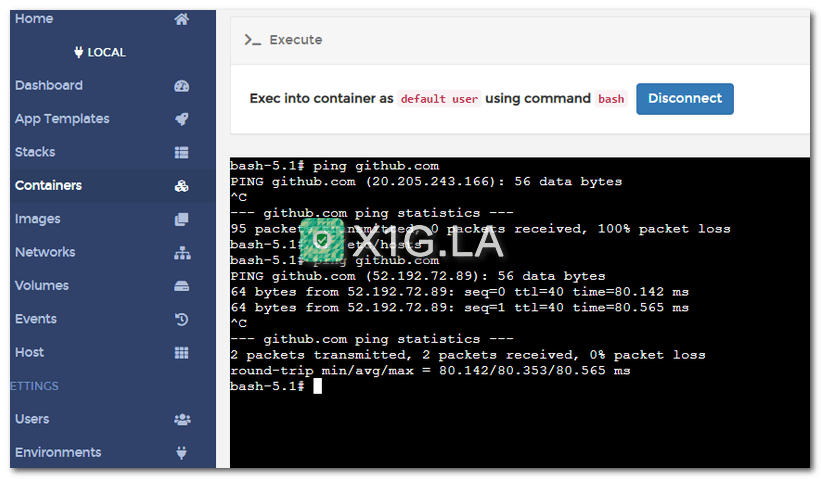 Home
LOCAL
Dashboard
App Templates
Stacks
Containers
Images
Networks
Volumes
Events
Host
ETTINGS
Users
Environments
Execute
Exec into container as default user using command bash Disconnect
bash-5.1# ping github.com
PING github.com (20.205.243.166): 56 data bytes
^C
--- github.com ping statistics ---
95 packets transmitted, 0 packets received, 100% packet loss
bash-5.1# /etc/hosts
bash-5.1# ping github.com
PING github.com (52.192.72.89): 56 data bytes
64 bytes from 52.192.72.89: seq=0 ttl=40 time=80.142 ms
64 bytes from 52.192.72.89: seq=1 ttl=40 time=80.565 ms
^C
--- github.com ping statistics ---
2 packets transmitted, 2 packets received, 0% packet loss
round-trip min/avg/max = 80.142/80.353/80.565 ms
bash-5.1#
X1G.LA